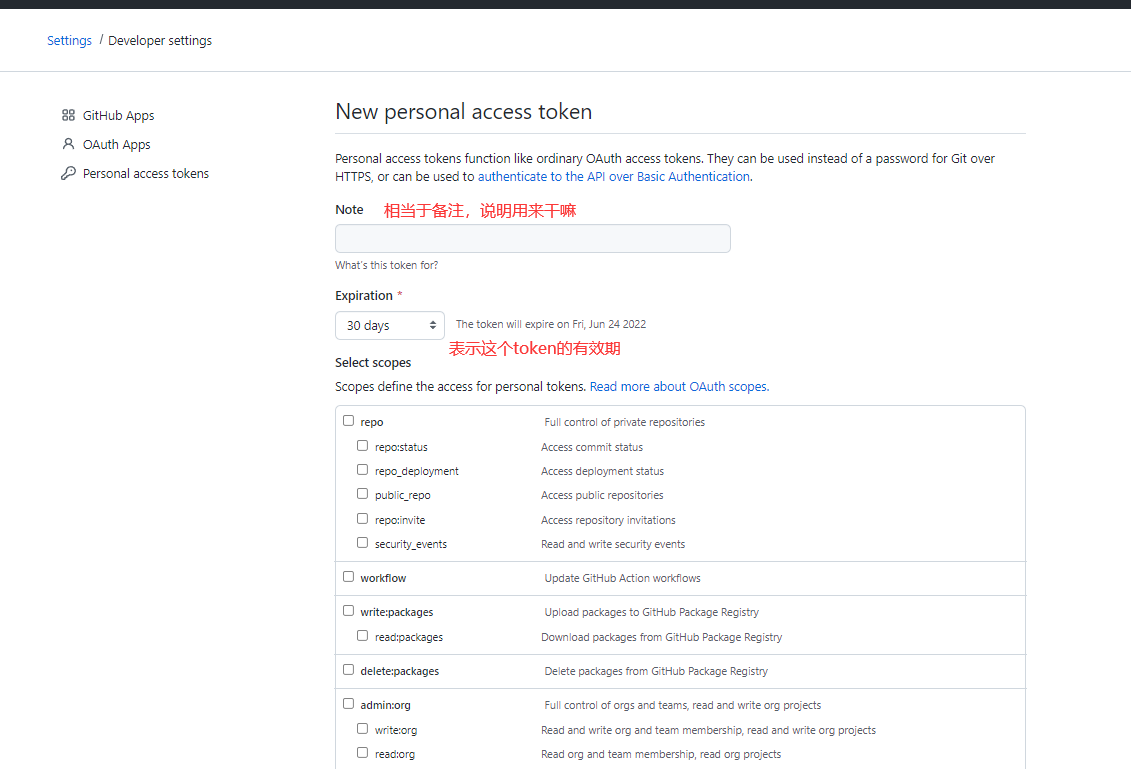 Settings / Developer settings
GitHub Apps
OAuth Apps
Personal access tokens
New personal access token
Personal access tokens function like ordinary OAuth access tokens. They can be used instead of a password for Git over
HTTPS, or can be used to authenticate to the API over Basic Authentication.
Note 相当于备注，说明用来干嘛
What's this token for?
Expiration *
30 days The token will expire on Fri, Jun 24 2022
表示这个token的有效期
Select scopes
Scopes define the access for personal tokens. Read more about OAuth scopes.
repo Full control of private repositories
repo:status Access commit status
repo_deployment Access deployment status
public_repo Access public repositories
repo:invite Access repository invitations
security_events Read and write security events
workflow Update GitHub Action workflows
write:packages Upload packages to GitHub Package Registry
read:packages Download packages from GitHub Package Registry
delete:packages Delete packages from GitHub Package Registry
admin:org Full control of orgs and teams, read and write org projects
write:org Read and write org and team membership, read and write org projects
read:org Read org and team membership, read org projects